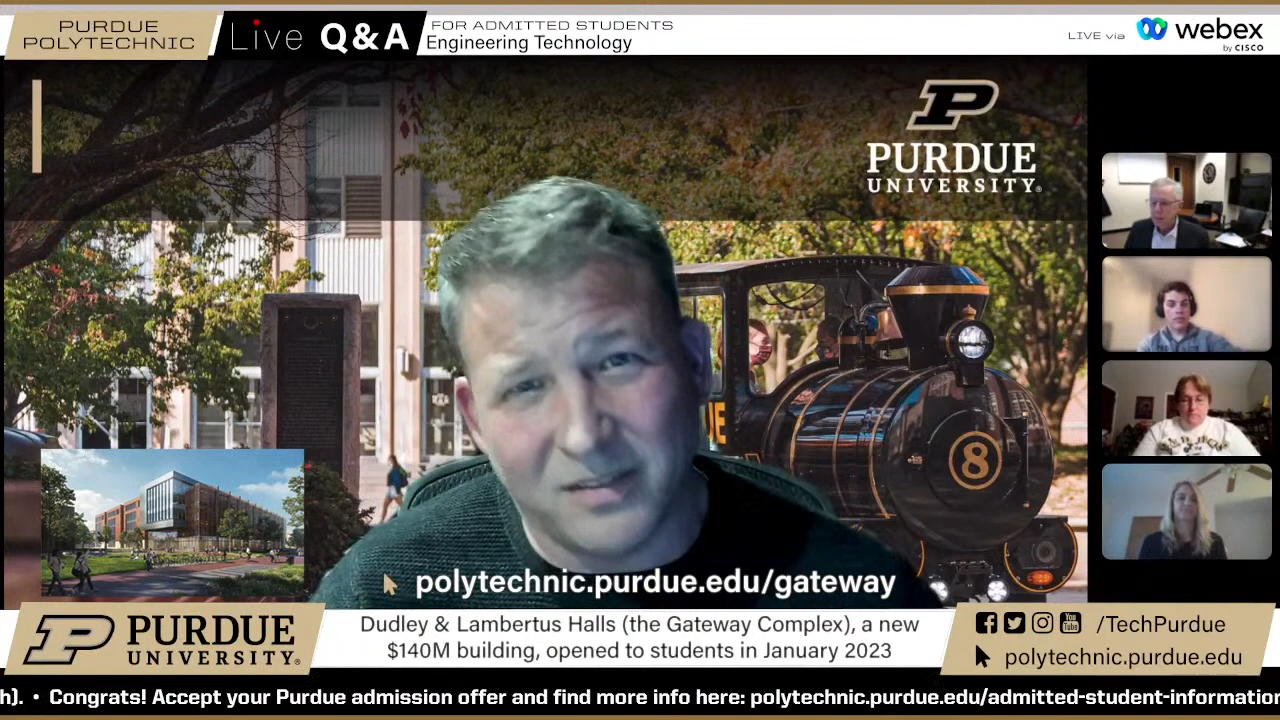 PURDUE
POLYTECHNIC
Live Q&A
FOR ADMITTED STUDENTS
Engineering Technology
LIVE via
webex
by CISCO
P
PURDUE
UNIVERSITY®
8
polytechnic.purdue.edu/gateway
P
PURDUE
UNIVERSITY®
Dudley & Lambertus Halls (the Gateway Complex), a new
$140M building, opened to students in January 2023
You
Tube
/TechPurdue
polytechnic.purdue.edu
h). • Congrats! Accept your Purdue admission offer and find more info here: polytechnic.purdue.edu/admitted-student-information